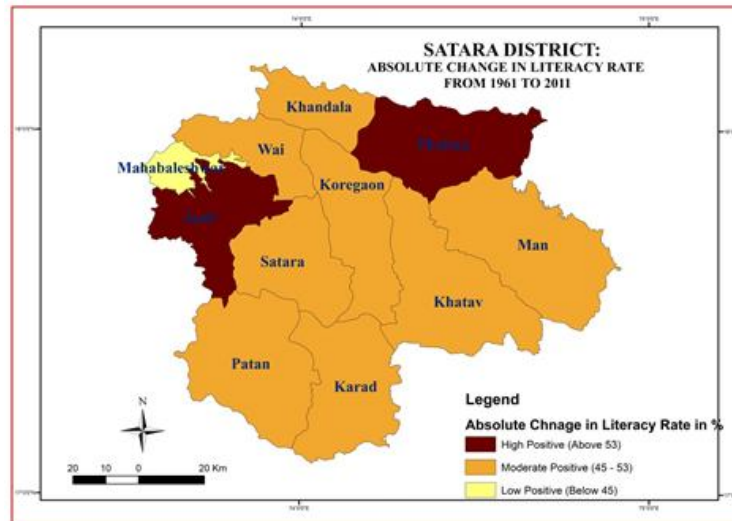 SATARA DISTRICT:
ABSOLUTE CHANGE IN LITERACY RATE
FROM 1961 TO 2011
Khandala
Wai
Mahabaleshwar
Koregaon
Man
Satara
Khatav
Patan
Karad
N
20 10 0 20 Km
Legend
Absolute Chnage in Literacy Rate in %
High Positive (Above 53)
Moderate Positive (45 - 53)
Low Positive (Below 45)